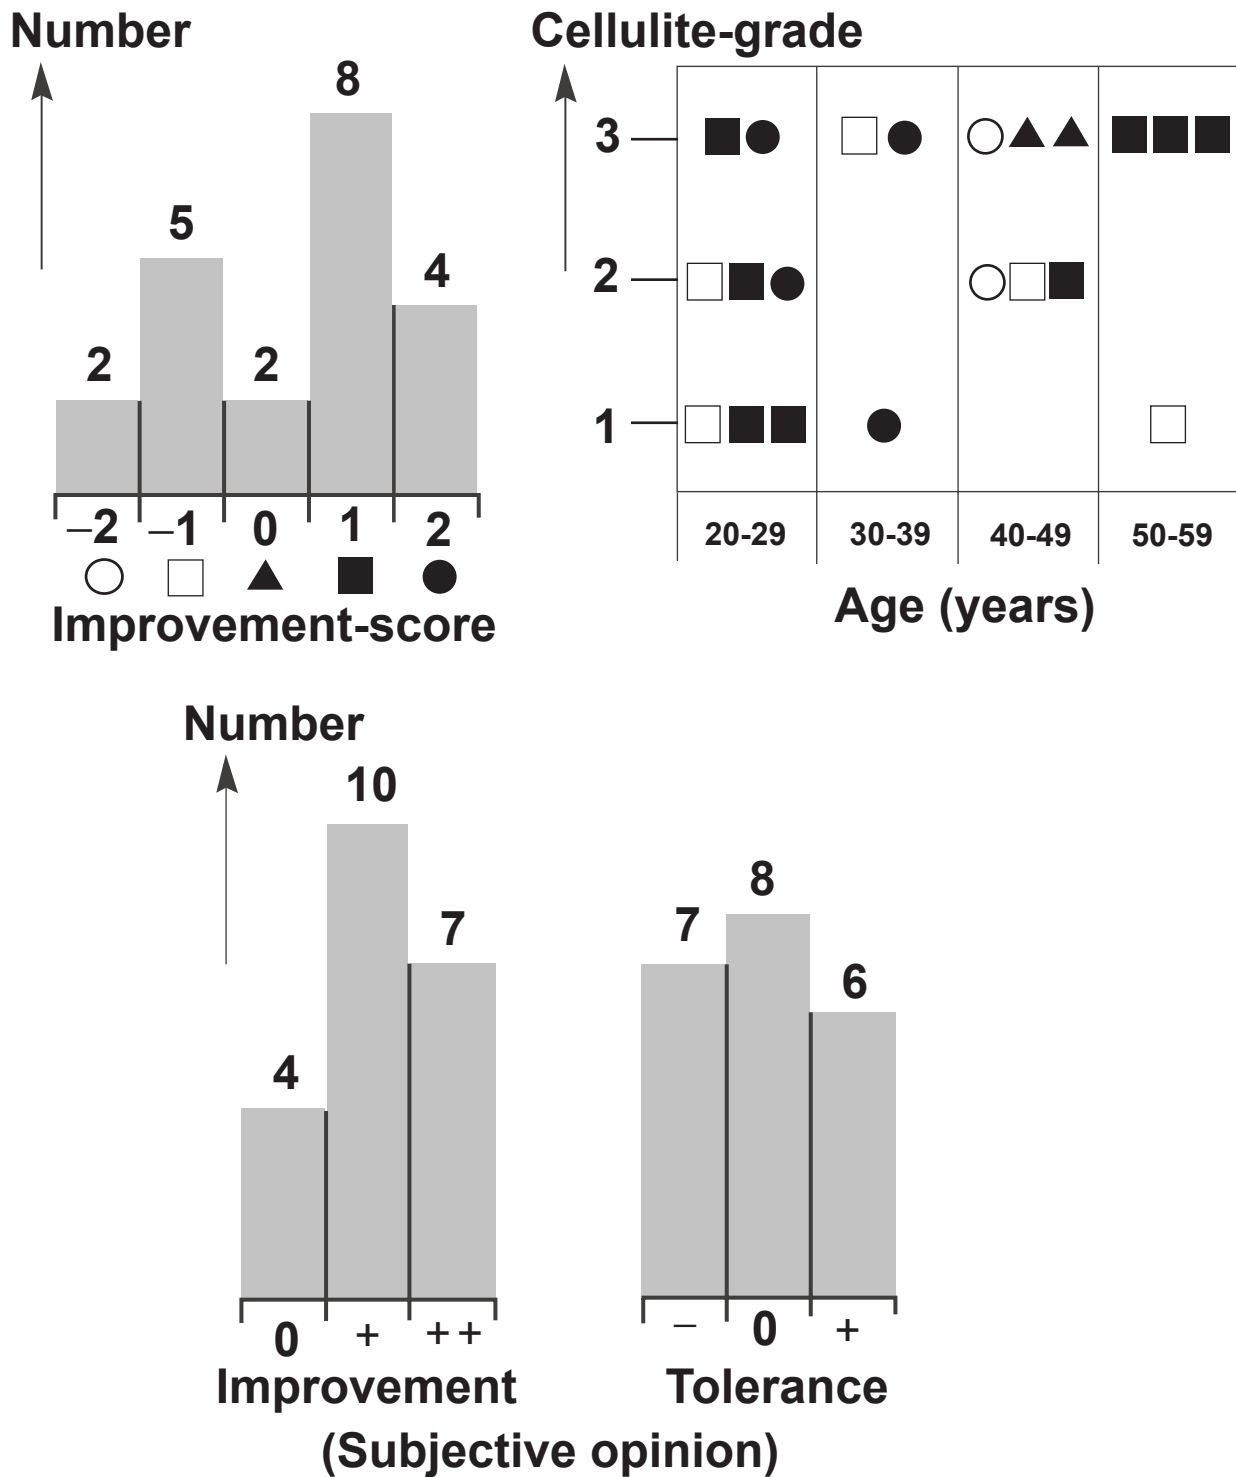 Number
8
5
4
2
2
−2 −1 0 1 2
Improvement-score
Cellulite-grade
3
2
1
20-29 30-39 40-49 50-59
Age (years)
Number
10
7
4
0 + ++
Improvement
8
7
6
− 0 +
Tolerance
(Subjective opinion)